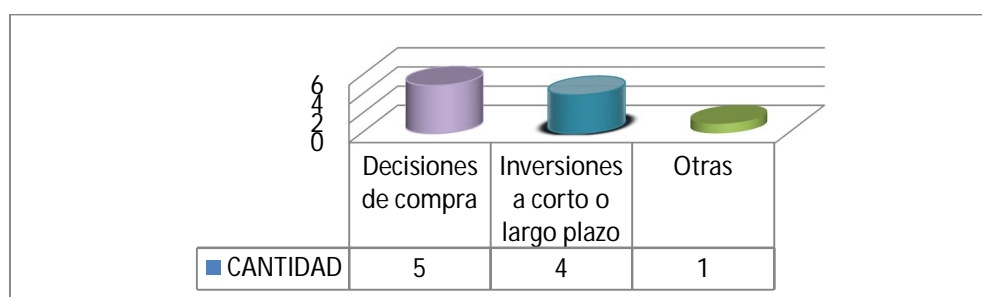 6
4
2
0
Decisiones
de compra
Inversiones
a corto o
largo plazo
Otras
CANTIDAD 5 4 1